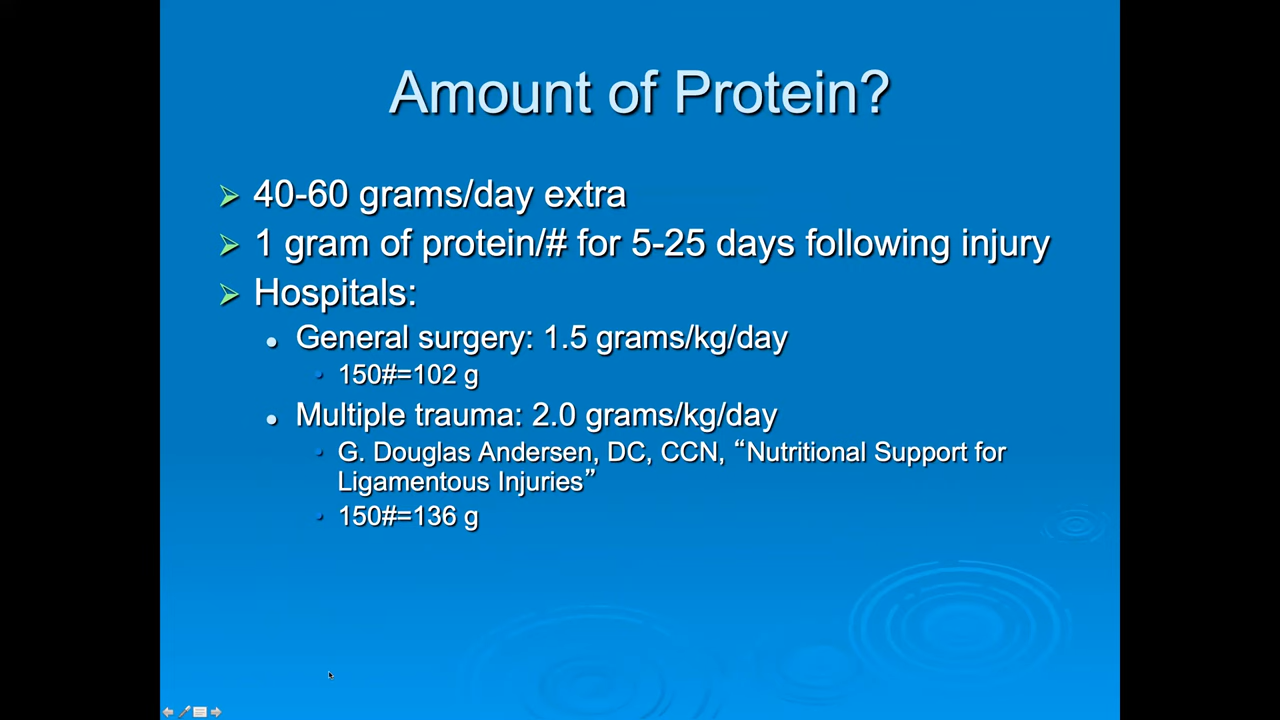 Amount of Protein?
40-60 grams/day extra
1 gram of protein/# for 5-25 days following injury
Hospitals:
General surgery: 1.5 grams/kg/day
150#=102 g
Multiple trauma: 2.0 grams/kg/day
G. Douglas Andersen, DC, CCN, “Nutritional Support for
Ligamentous Injuries”
150#=136 g